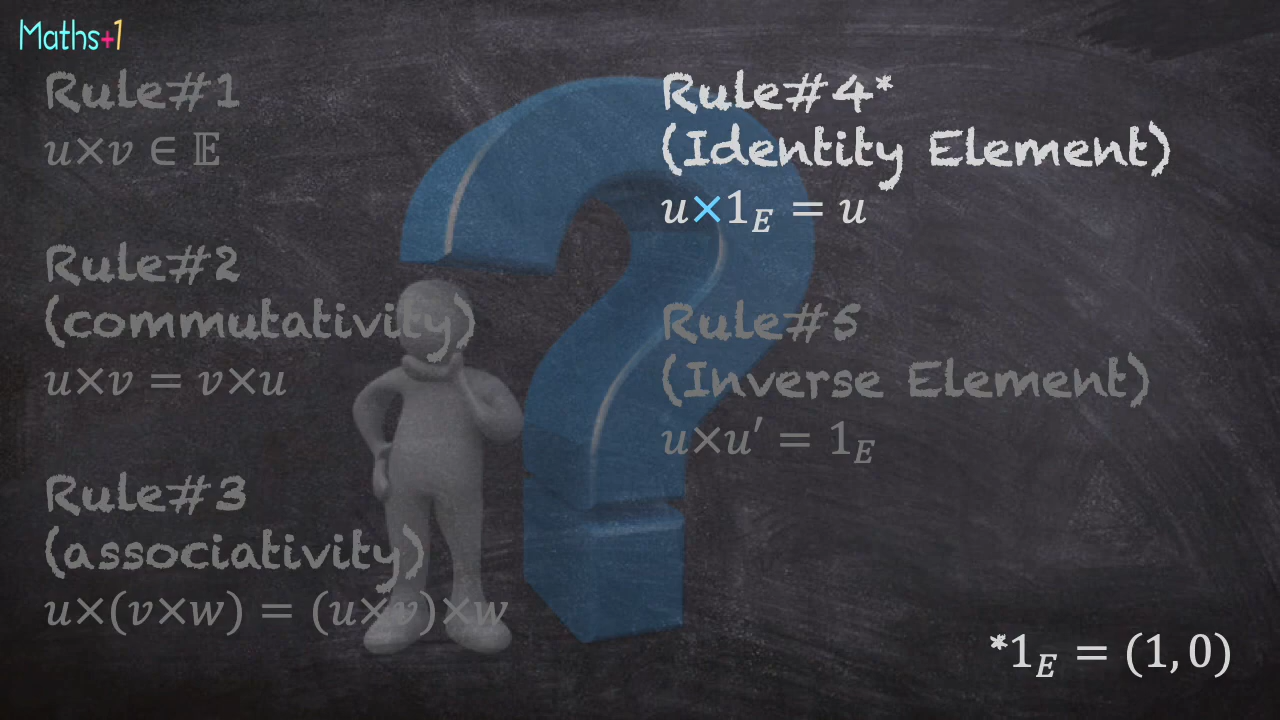 Maths+1
Rule#1
u×v ∈ 𝔼
Rule#2
(commutativity)
u×v = v×u
Rule#3
(associativity)
u×(v×w) = (u×v)×w
Rule#4*
(Identity Element)
u×1_E = u
Rule#5
(Inverse Element)
u×u′ = 1_E
*1_E = (1,0)